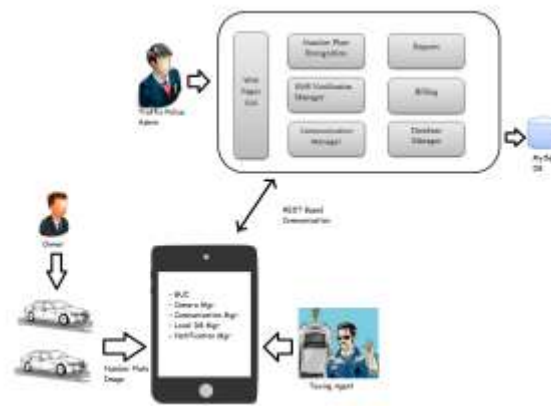 Number Plate
Recognition
Reports
Web
Pages
GUI
SMS Notification
Manager
Billing
Communication
Manager
Database
Manager
Traffic Police
Admin
DB
REST Based
Communication
Owner
- GUI
- Camera Mgr
- Communication Mgr
- Local DB Mgr
- Notification Mgr
Number Plate
Image
Towing Agent